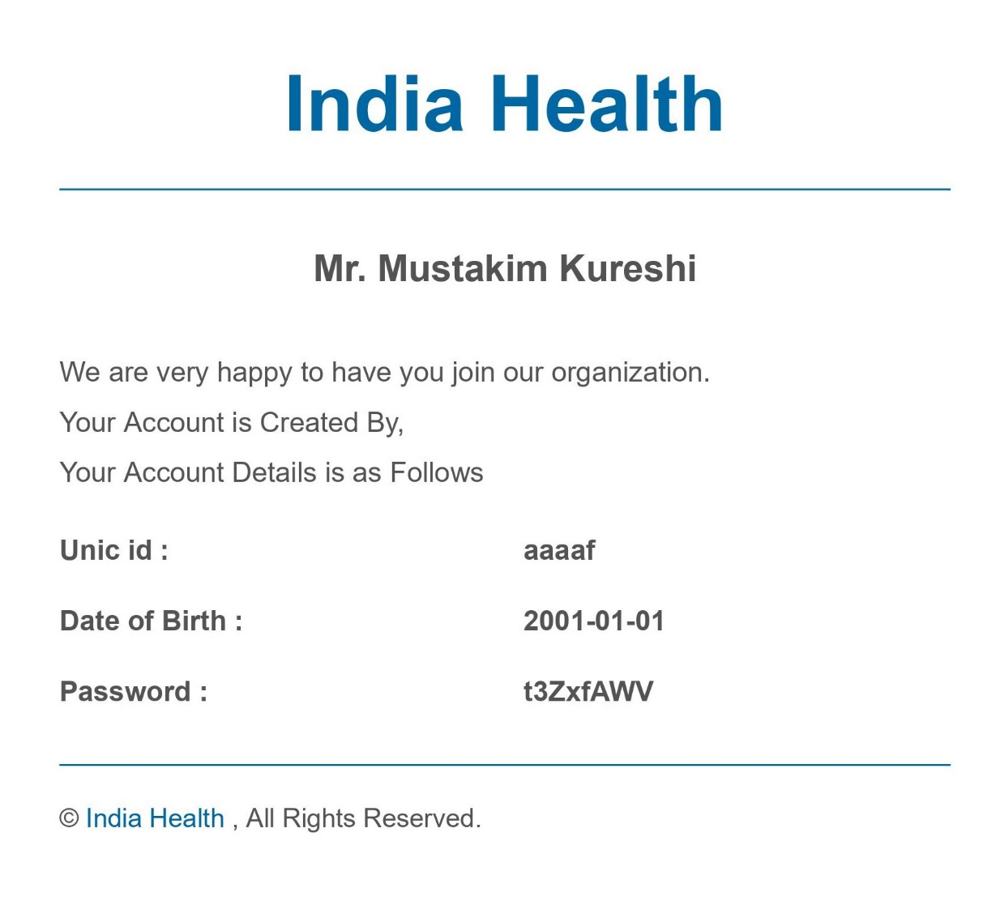 India Health
Mr. Mustakim Kureshi
We are very happy to have you join our organization.
Your Account is Created By,
Your Account Details is as Follows
Unic id : aaaaf
Date of Birth : 2001-01-01
Password : t3ZxfAWV
© India Health , All Rights Reserved.